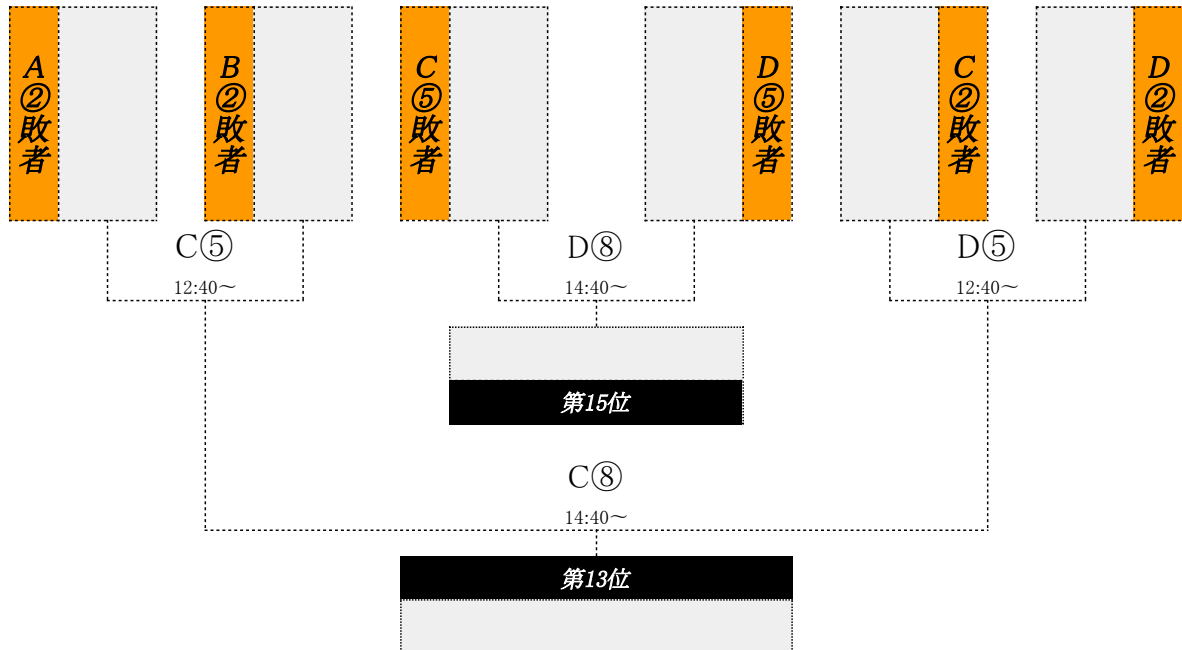 A②敗者
B②敗者
C⑤敗者
D⑤敗者
C②敗者
D②敗者
C⑤
D⑧
D⑤
12:40～
14:40～
12:40～
第15位
C⑧
14:40～
第13位